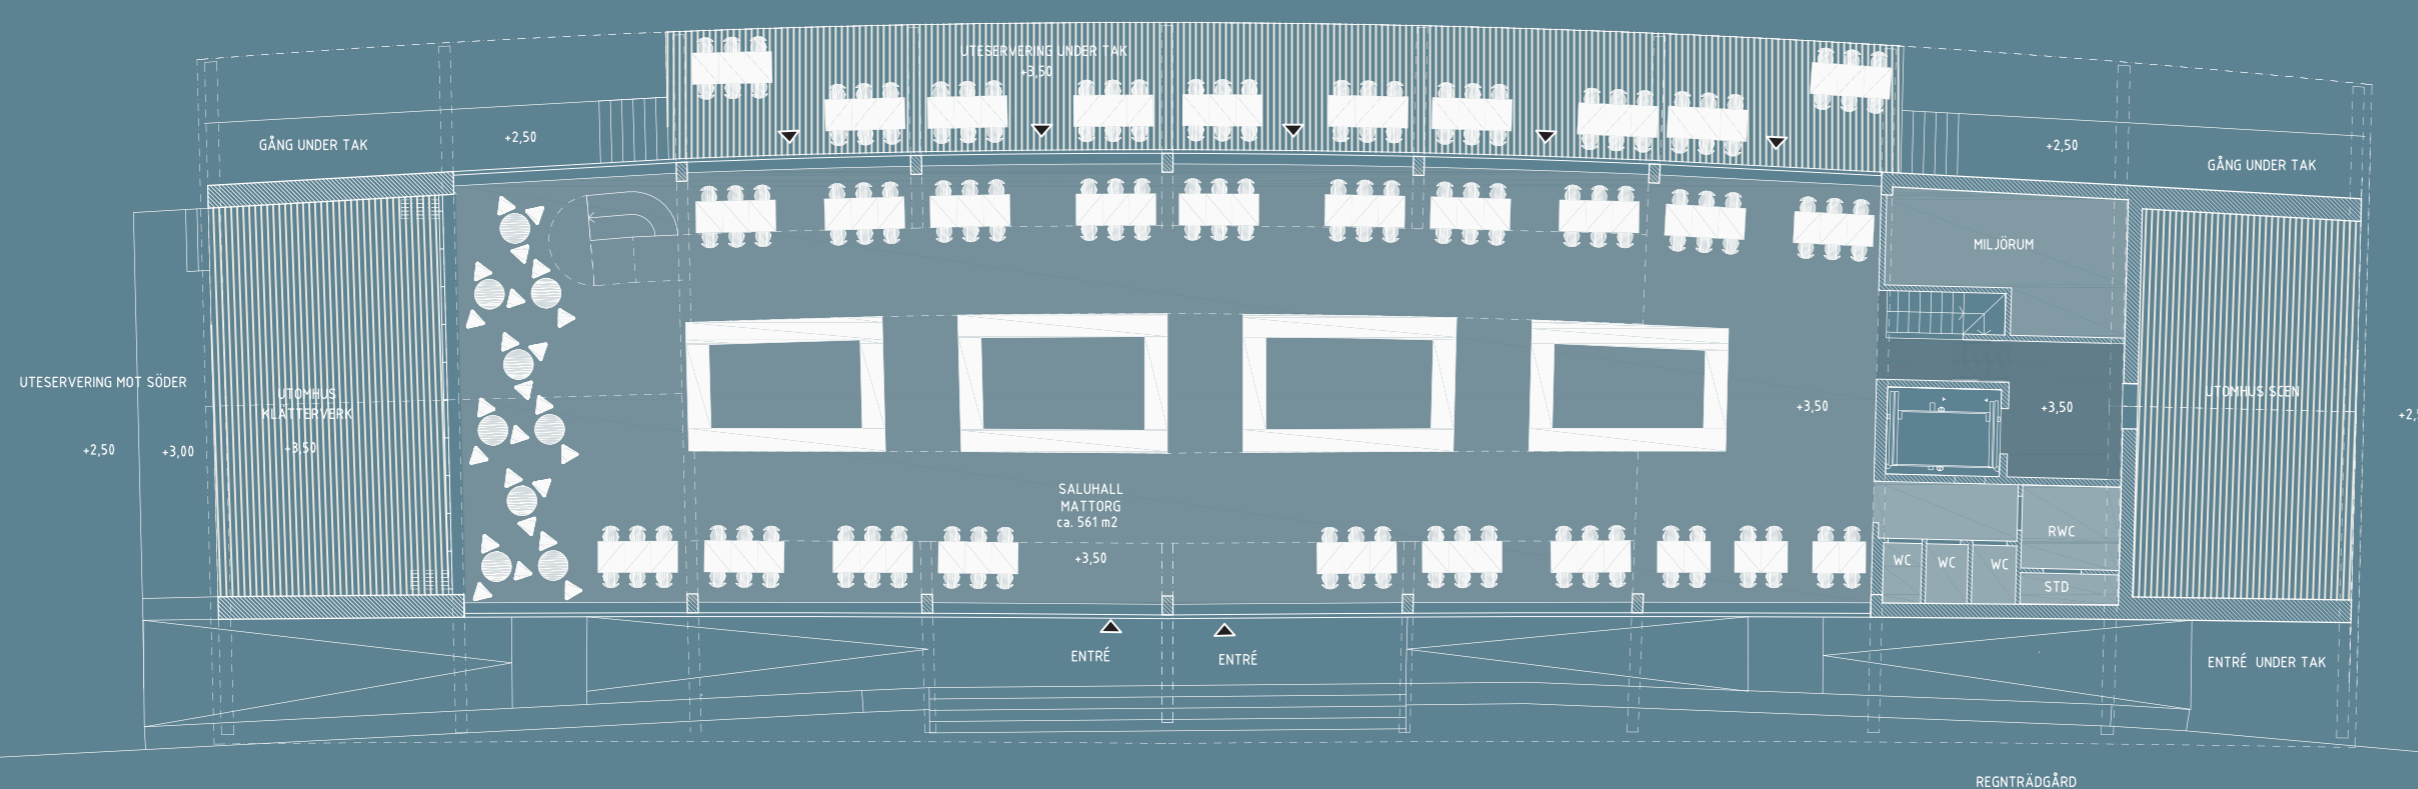 UTESERVERING UNDER TAK
+3,50
GÅNG UNDER TAK
+2,50
+2,50
GÅNG UNDER TAK
MILJÖRUM
UTESERVERING MOT SÖDER
UTOMHUS
KLÄTTERVERK
+3,50
+2,50
+3,00
+3,50
+3,50
UTOMHUS SCEN
SALUHALL
MATTORG
ca. 561 m2
+3,50
RWC
WC
WC
WC
STD
ENTRÉ
ENTRÉ
ENTRÉ UNDER TAK
REGNTRÄDGÅRD